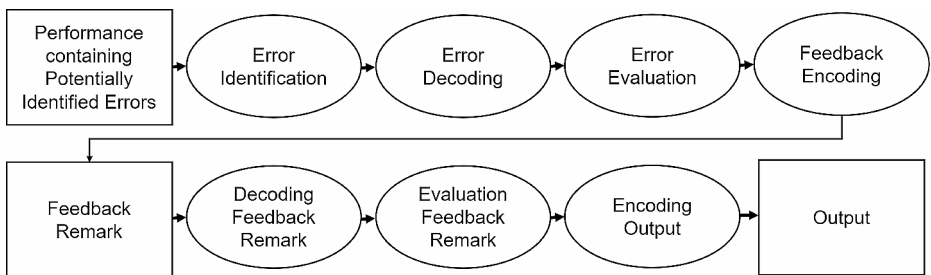 Performance
containing
Potentially
Identified Errors
Error
Identification
Error
Decoding
Error
Evaluation
Feedback
Encoding
Feedback
Remark
Decoding
Feedback
Remark
Evaluation
Feedback
Remark
Encoding
Output
Output